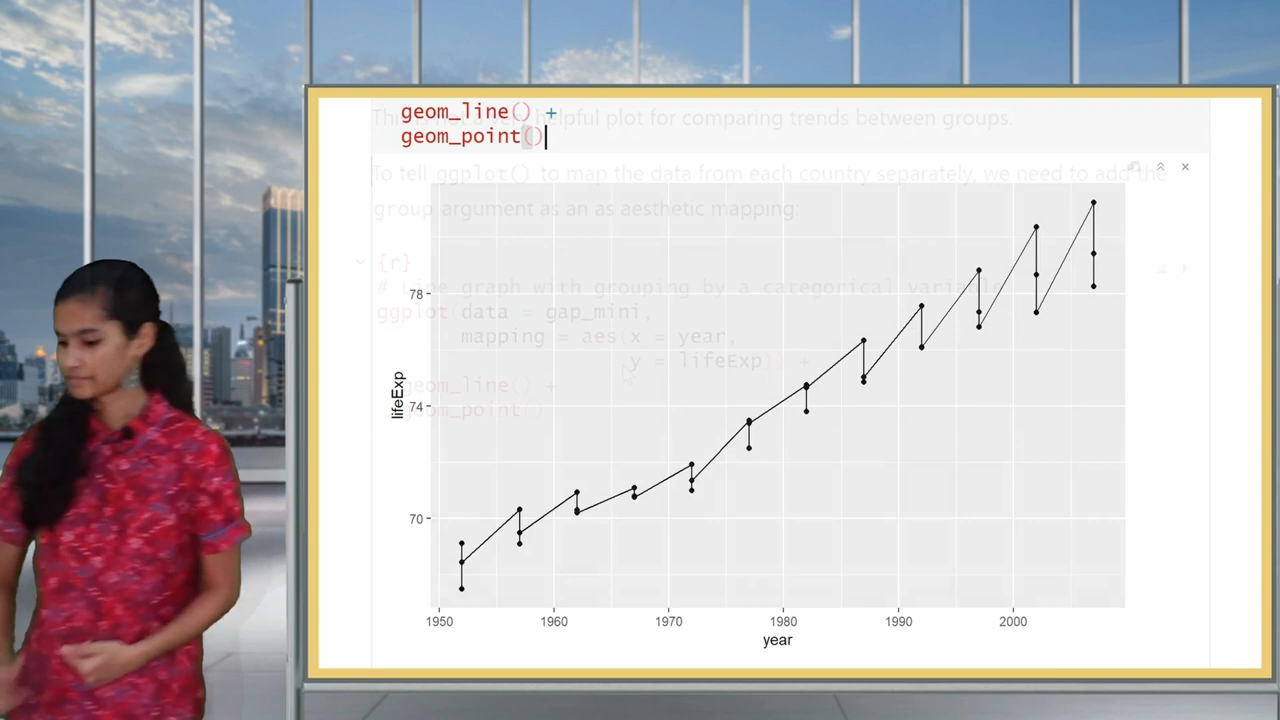 geom_line() +
geom_point()
This is not a very helpful plot for comparing trends between groups.
To tell ggplot() to map the data from each country separately, we need to add the
group argument as an as aesthetic mapping:
{r}
# Line graph with grouping by a categorical variable
ggplot(data = gap_mini,
mapping = aes(x = year,
y = lifeExp)) +
geom_line() +
geom_point()
lifeExp
78
74
70
1950 1960 1970 1980 1990 2000
year